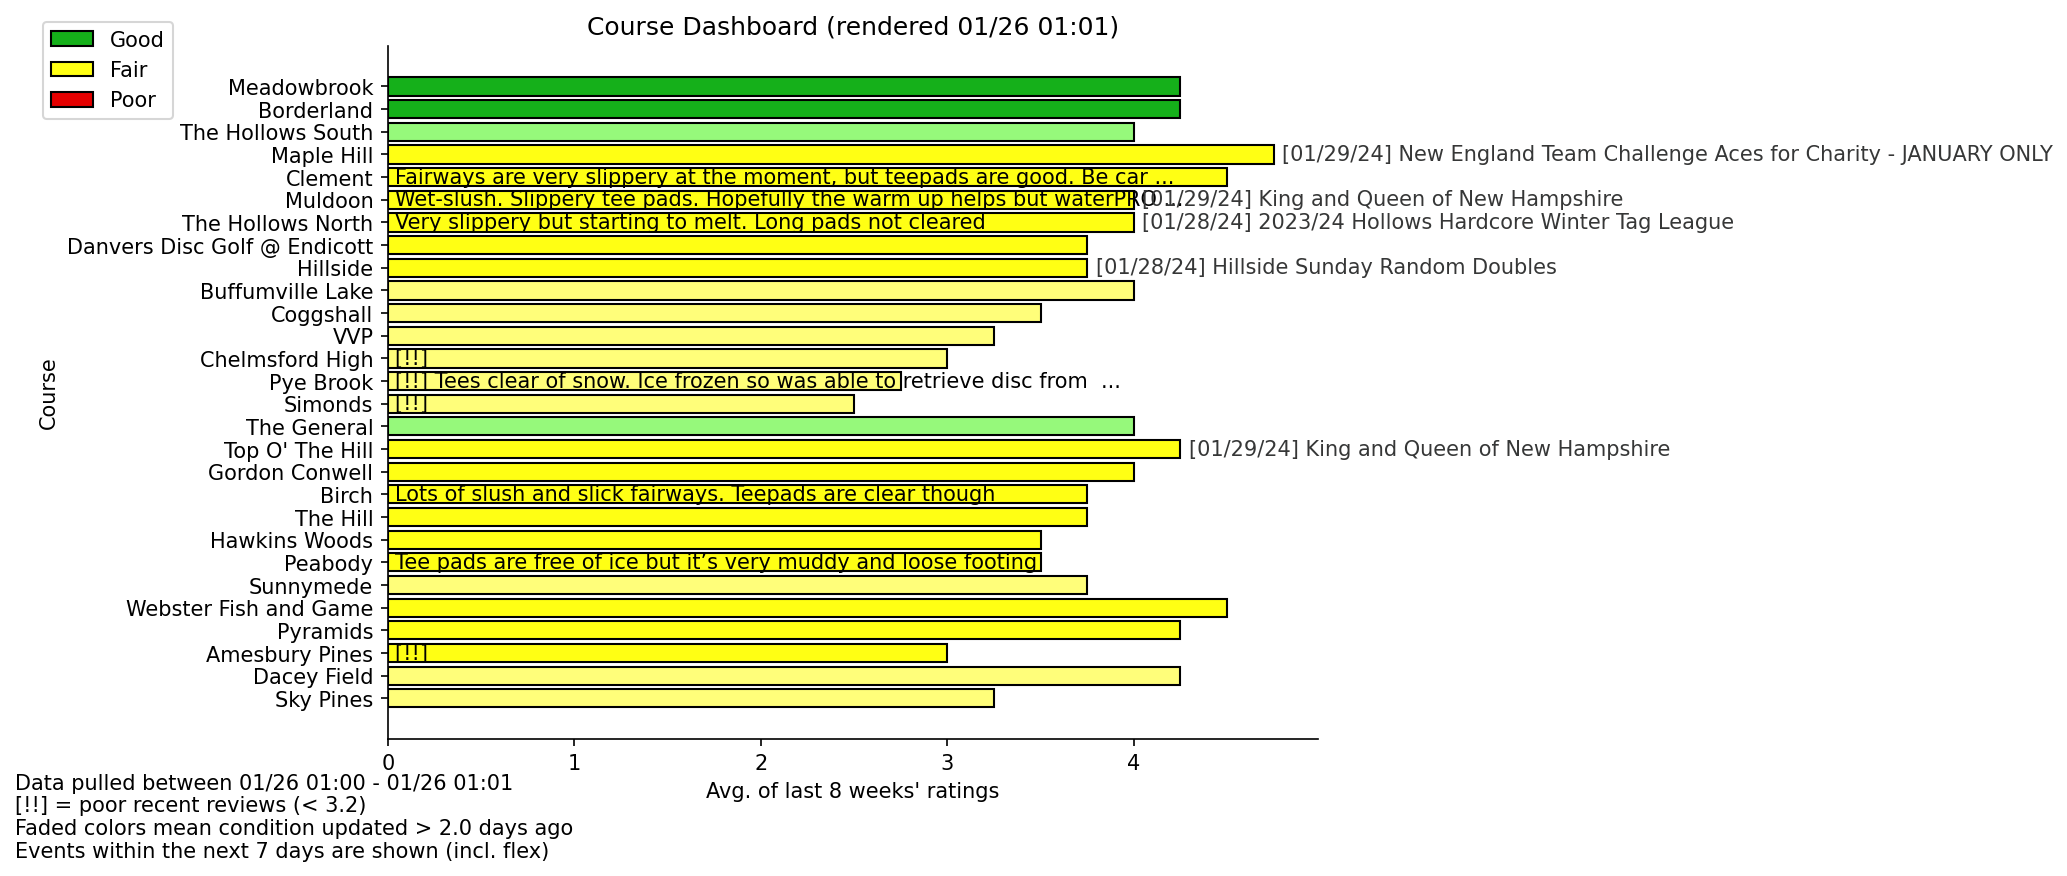 Course Dashboard (rendered 01/26 01:01)
Good
Fair
Poor
Course
Meadowbrook
Borderland
The Hollows South
Maple Hill [01/29/24] New England Team Challenge Aces for Charity - JANUARY ONLY
Clement Fairways are very slippery at the moment, but teepads are good. Be car ...
Muldoon Wet-slush. Slippery tee pads. Hopefully the warm up helps but waterPRO ... [01/29/24] King and Queen of New Hampshire
The Hollows North Very slippery but starting to melt. Long pads not cleared [01/28/24] 2023/24 Hollows Hardcore Winter Tag League
Danvers Disc Golf @ Endicott
Hillside [01/28/24] Hillside Sunday Random Doubles
Buffumville Lake
Coggshall
VVP
Chelmsford High [!!]
Pye Brook [!!] Tees clear of snow. Ice frozen so was able to retrieve disc from  ...
Simonds [!!]
The General
Top O' The Hill [01/29/24] King and Queen of New Hampshire
Gordon Conwell
Birch Lots of slush and slick fairways. Teepads are clear though
The Hill
Hawkins Woods
Peabody Tee pads are free of ice but it’s very muddy and loose footing
Sunnymede
Webster Fish and Game
Pyramids
Amesbury Pines [!!]
Dacey Field
Sky Pines
0 1 2 3 4
Avg. of last 8 weeks' ratings
Data pulled between 01/26 01:00 - 01/26 01:01
[!!] = poor recent reviews (< 3.2)
Faded colors mean condition updated > 2.0 days ago
Events within the next 7 days are shown (incl. flex)